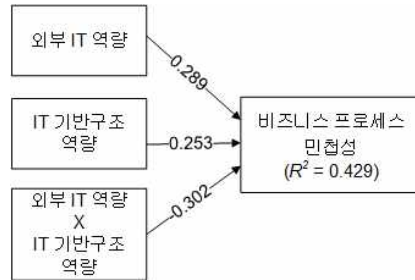 외부 IT 역량
0.289
IT 기반구조
역량
0.253
비즈니스 프로세스
민첩성
(R² = 0.429)
외부 IT 역량
X
IT 기반구조
역량
-0.302